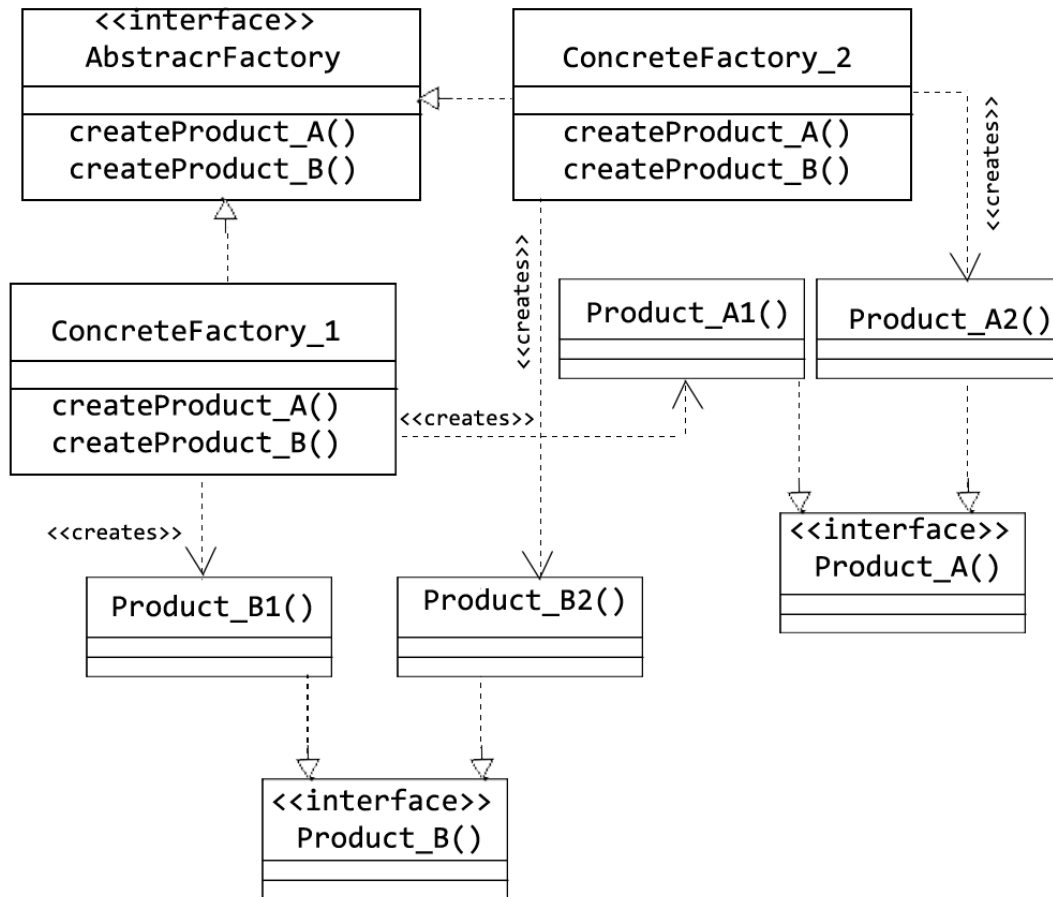 <<interface>>
AbstracrFactory
createProduct_A()
createProduct_B()
ConcreteFactory_2
createProduct_A()
createProduct_B()
<<creates>>
<<creates>>
ConcreteFactory_1
createProduct_A()
createProduct_B()
<<creates>>
Product_A1()
Product_A2()
<<creates>>
<<interface>>
Product_A()
Product_B1()
Product_B2()
<<interface>>
Product_B()